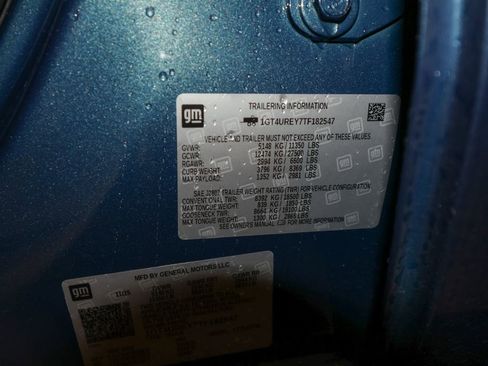 gm
TRAILERING INFORMATION
1GT4UREY7TF182547
VEHICLE AND TRAILER MUST NOT EXCEED ANY OF THESE VALUES.
GVWR: 5148 KG/11350 LBS
GCWR: 12474 KG/27500 LBS
RGAWR: 2994 KG/ 6600 LBS
CURB WEIGHT: 3796 KG/ 8369 LBS
MAX PAYLOAD: 1352 KG/ 2981 LBS
SAE J2807 TRAILER WEIGHT RATING (TWR) FOR VEHICLE CONFIGURATION.
CONVENTIONAL TWR: 8392 KG/18500 LBS
MAX TONGUE WEIGHT: 839 KG/ 1850 LBS
GOOSENECK TWR: 8664 KG/19100 LBS
MAX TONGUE WEIGHT: 1300 KG/ 2865 LBS
SEE OWNERS MANUAL FOR MORE INFORMATION.
MFD BY GENERAL MOTORS LLC
gm
11/25